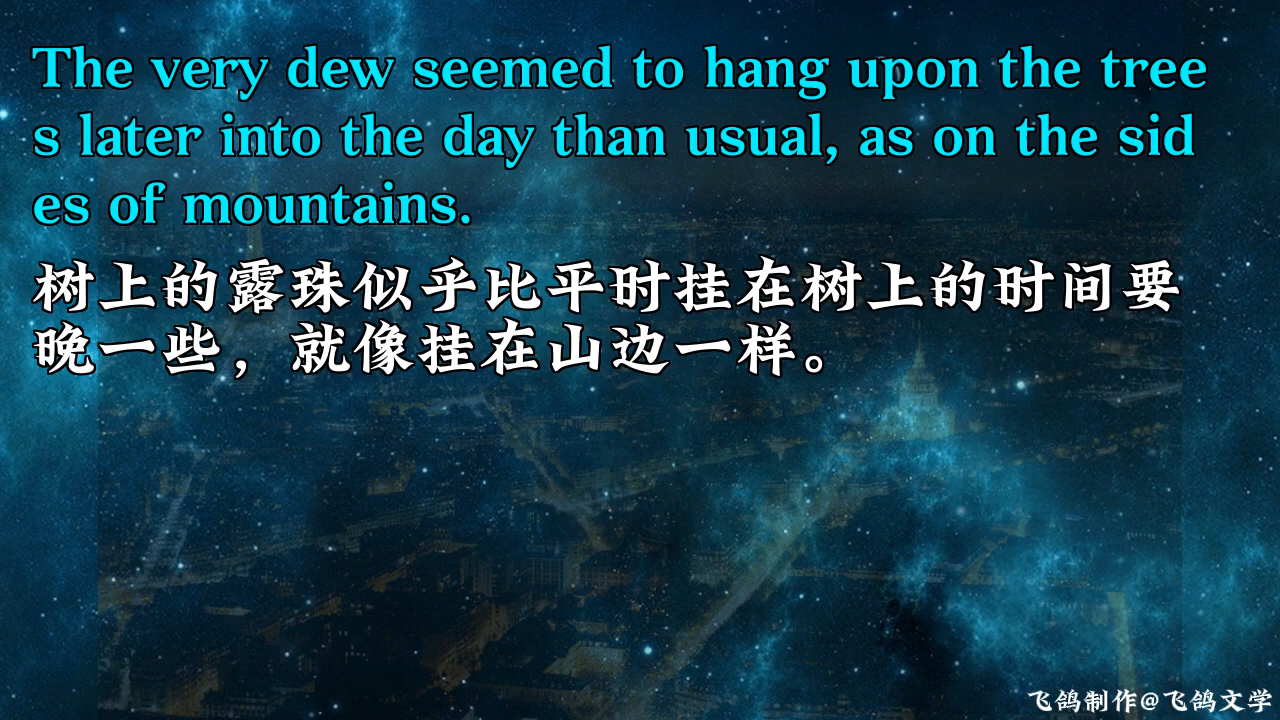 The very dew seemed to hang upon the tree
s later into the day than usual, as on the sid
es of mountains.
树上的露珠似乎比平时挂在树上的时间要
晚一些，就像挂在山边一样。
飞鸽制作@飞鸽文学